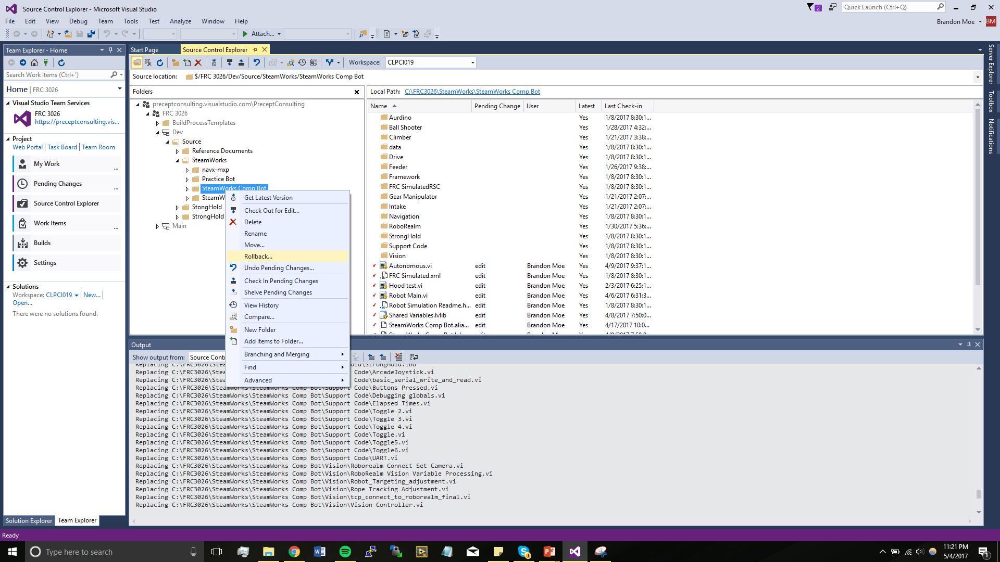 Source Control Explorer - Microsoft Visual Studio
2
Quick Launch (Ctrl+Q)
File Edit View Debug Team Tools Test Analyze Window Help
Brandon Moe BM
Attach...
Team Explorer - Home
Search Work Items (Ctrl+')
Home | FRC 3026
Visual Studio Team Services
FRC 3026
https://preceptconsulting.vis...
Project
Web Portal | Task Board | Team Room
My Work
...
Pending Changes
...
Source Control Explorer
Work Items
...
Builds
Settings
Solutions
Workspace: CLPCI019 | New... |
Open...
There were no solutions found.
Solution Explorer Team Explorer
Start Page Source Control Explorer
Workspace: CLPCI019
Source location: $/FRC 3026/Dev/Source/SteamWorks/SteamWorks Comp Bot
Folders
preceptconsulting.visualstudio.com\PreceptConsulting
FRC 3026
BuildProcessTemplates
Dev
Source
Reference Documents
SteamWorks
navx-mxp
Practice Bot
SteamWorks Comp Bot
SteamW
StongHold
StrongHold
Main
Get Latest Version
Check Out for Edit...
Delete
Rename
Move...
Rollback...
Undo Pending Changes...
Check In Pending Changes
Shelve Pending Changes
View History
Compare...
New Folder
Add Items to Folder...
Branching and Merging
Find
Advanced
Local Path: C:\FRC3026\SteamWorks\SteamWorks Comp Bot
Name Pending Change User Latest Last Check-in
Aurdino Yes 1/8/2017 8:30:1...
Ball Shooter Yes 1/28/2017 4:32:...
Climber Yes 1/21/2017 3:38:...
data Yes 1/8/2017 8:30:1...
Drive Yes 1/8/2017 8:30:1...
Feeder Yes 1/26/2017 9:38:...
Framework Yes 1/8/2017 8:30:1...
FRC SimulatedRSC Yes 1/8/2017 8:30:1...
Gear Manipulator Yes 1/21/2017 2:07:...
Intake Yes 1/21/2017 2:07:...
Navigation Yes 1/8/2017 8:30:1...
RoboRealm Yes 1/30/2017 5:36:...
StrongHold Yes 1/8/2017 8:30:1...
Support Code Yes 1/8/2017 8:30:1...
Vision Yes 1/8/2017 8:30:1...
Autonomous.vi edit Brandon Moe Yes 4/9/2017 9:37:1...
FRC Simulated.xml edit Brandon Moe Yes 1/8/2017 8:30:1...
Hood test.vi edit Brandon Moe Yes 2/3/2017 6:25:1...
Robot Main.vi edit Brandon Moe Yes 4/6/2017 6:31:3...
Robot Simulation Readme.h... edit Brandon Moe Yes 1/8/2017 8:30:1...
Shared Variables.lvlib edit Brandon Moe Yes 4/8/2017 7:50:0...
SteamWorks Comp Bot.alia... edit Brandon Moe Yes 4/17/2017 10:0...
Server Explorer
Toolbox
Notifications
Output
Show output from: Source Contr
Replacing C:\FRC3026\Stea old\StrongHold.ino
Replacing C:\FRC3026\Stea Code\ArcadeJoystick.vi
Replacing C:\FRC3026\Stea Code\basic_serial_write_and_read.vi
Replacing C:\FRC3026\SteamWorks\SteamWorks Comp Bot\Support Code\Buttons Pressed.vi
Replacing C:\FRC3026\SteamWorks\SteamWorks Comp Bot\Support Code\Debugging globals.vi
Replacing C:\FRC3026\SteamWorks\SteamWorks Comp Bot\Support Code\Elapsed Times.vi
Replacing C:\FRC3026\SteamWorks\SteamWorks Comp Bot\Support Code\Toggle 2.vi
Replacing C:\FRC3026\SteamWorks\SteamWorks Comp Bot\Support Code\Toggle 3.vi
Replacing C:\FRC3026\SteamWorks\SteamWorks Comp Bot\Support Code\Toggle 4.vi
Replacing C:\FRC3026\SteamWorks\SteamWorks Comp Bot\Support Code\Toggle.vi
Replacing C:\FRC3026\SteamWorks\SteamWorks Comp Bot\Support Code\Toggle5.vi
Replacing C:\FRC3026\SteamWorks\SteamWorks Comp Bot\Support Code\Toggle6.vi
Replacing C:\FRC3026\SteamWorks\SteamWorks Comp Bot\Support Code\UART.vi
Replacing C:\FRC3026\SteamWorks\SteamWorks Comp Bot\Vision\Roborealm Connect Set Camera.vi
Replacing C:\FRC3026\SteamWorks\SteamWorks Comp Bot\Vision\RoboRealm Vision Variable Processing.vi
Replacing C:\FRC3026\SteamWorks\SteamWorks Comp Bot\Vision\Robot_Targeting_adjustment.vi
Replacing C:\FRC3026\SteamWorks\SteamWorks Comp Bot\Vision\Rope Tracking Adjustment.vi
Replacing C:\FRC3026\SteamWorks\SteamWorks Comp Bot\Vision\tcp_connect_to_roborealm_final.vi
Replacing C:\FRC3026\SteamWorks\SteamWorks Comp Bot\Vision\Vision Controller.vi
Ready
Type here to search
11:21 PM
5/4/2017
1